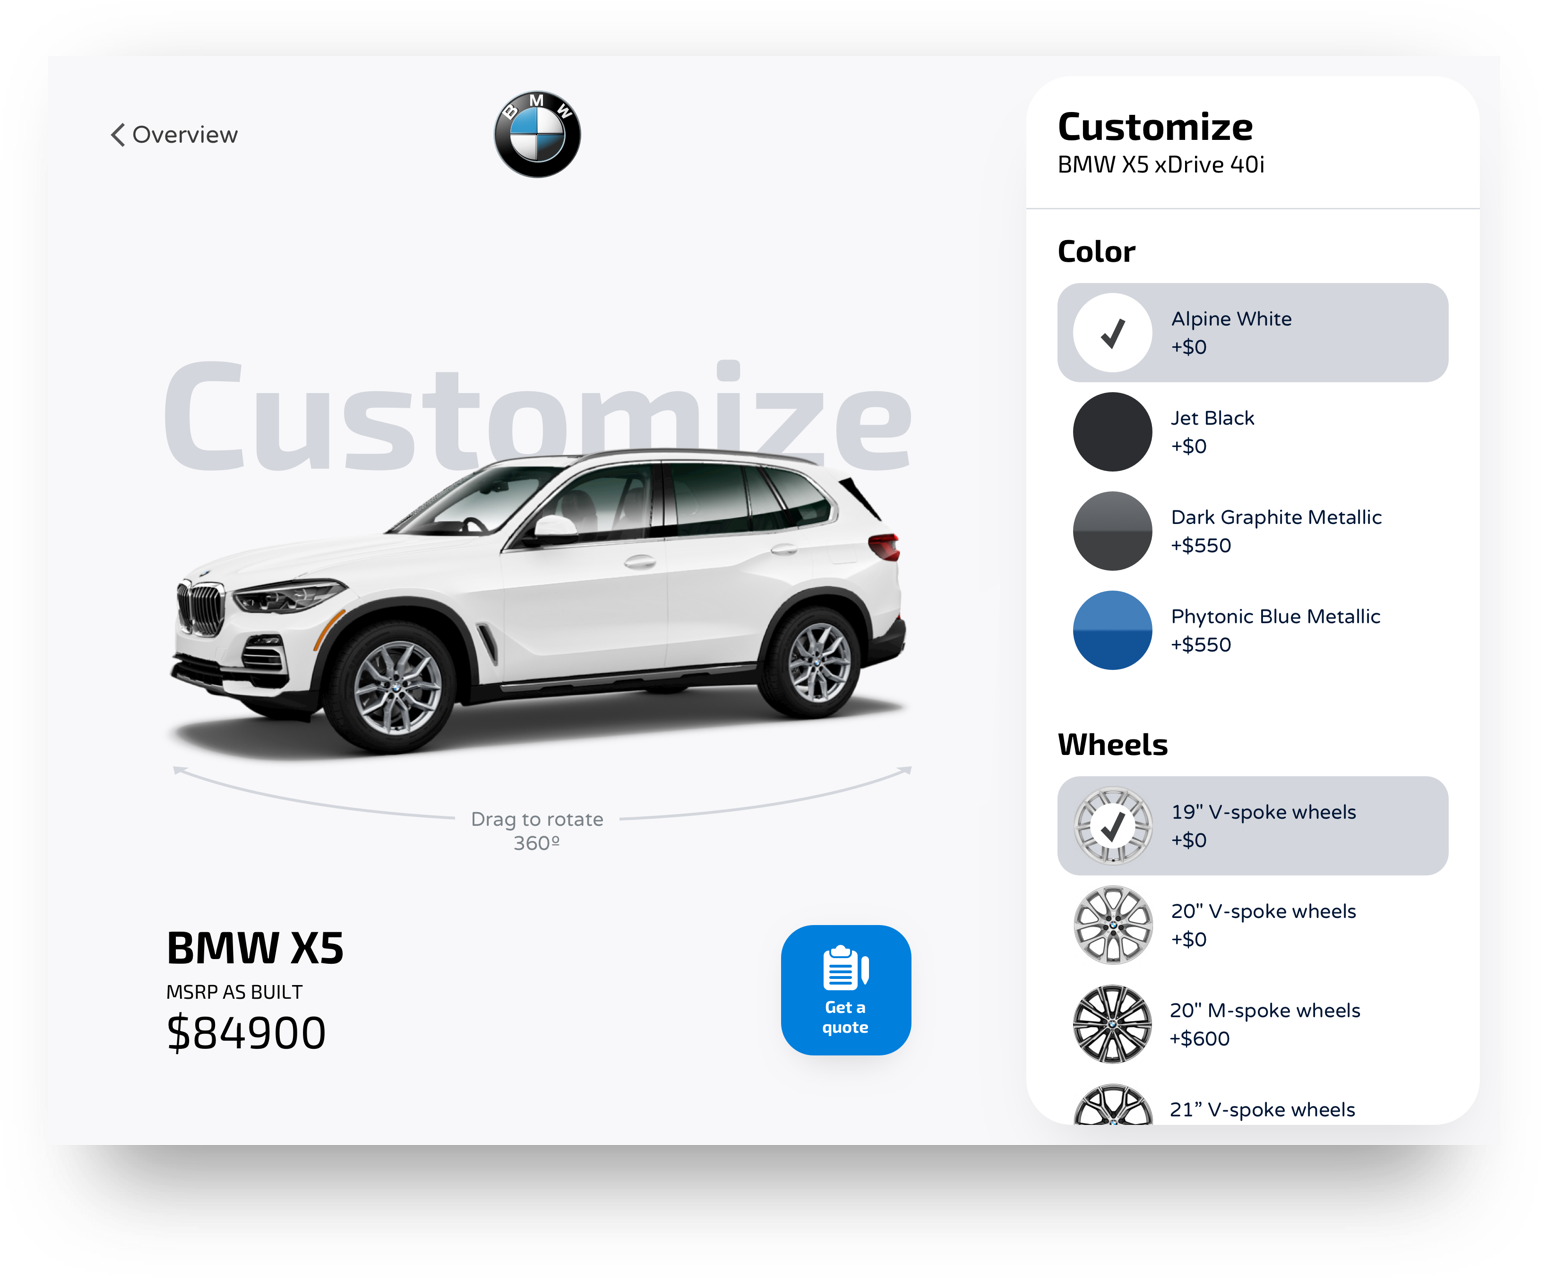 Overview
BMW
Customize
Drag to rotate
360º
BMW X5
MSRP AS BUILT
$84900
Get a
quote
Customize
BMW X5 xDrive 40i
Color
Alpine White
+$0
Jet Black
+$0
Dark Graphite Metallic
+$550
Phytonic Blue Metallic
+$550
Wheels
19" V-spoke wheels
+$0
20" V-spoke wheels
+$0
20" M-spoke wheels
+$600
21” V-spoke wheels